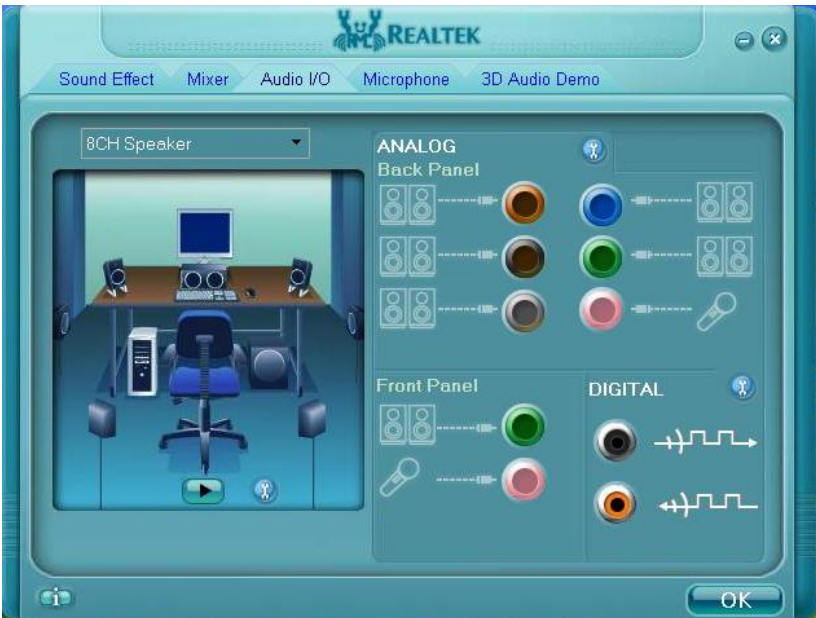 REALTEK
Sound Effect Mixer Audio I/O Microphone 3D Audio Demo
8CH Speaker
ANALOG
Back Panel
Front Panel
DIGITAL
i
OK